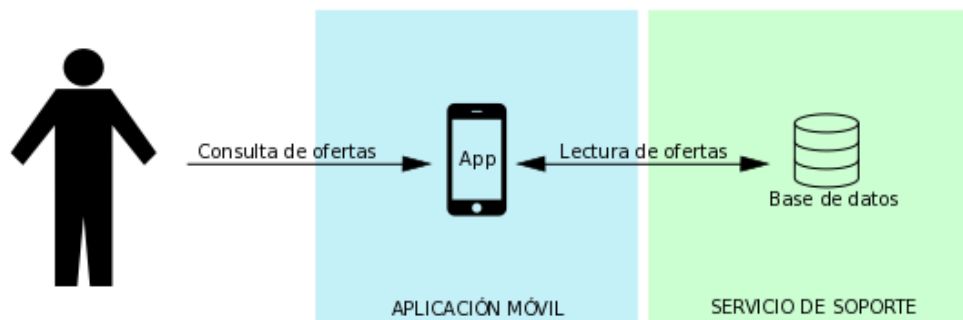 Consulta de ofertas
App
Lectura de ofertas
Base de datos
APLICACIÓN MÓVIL
SERVICIO DE SOPORTE